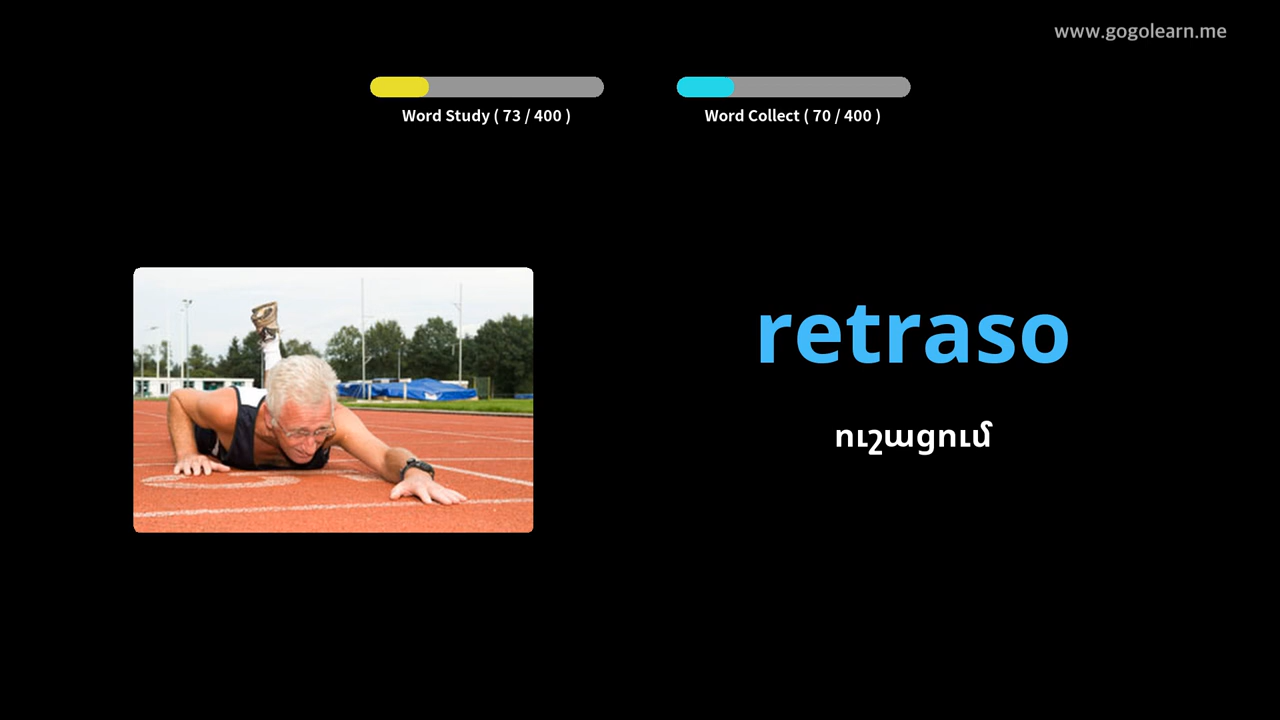 www.gogolearn.me
Word Study ( 73 / 400 )
Word Collect ( 70 / 400 )
retraso
ուշացում